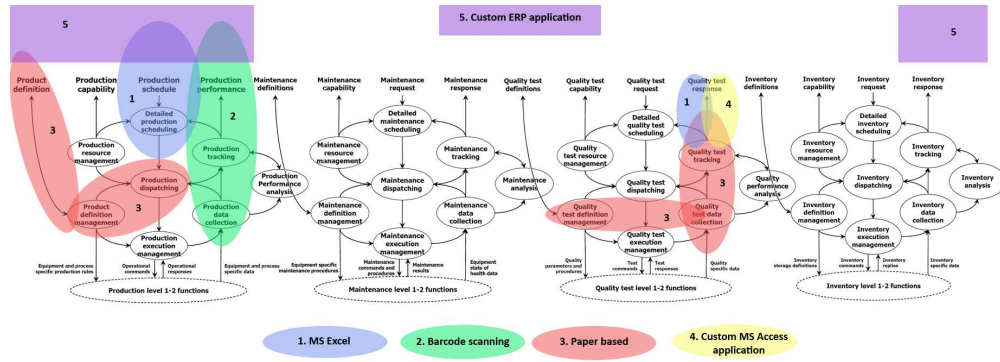 5
5. Custom ERP application
5
Product
definition
Production
capability
Production
schedule
Production
performance
Maintenance
definitions
Maintenance
capability
Maintenance
request
Maintenance
response
Quality test
definitions
Quality test
capability
Quality test
request
Quality test
response
Inventory
definitions
Inventory
capability
Inventory
request
Inventory
response
1
2
3
Detailed
production
scheduling
Production
resource
management
Production
tracking
Production
dispatching
Production
Performance
analysis
3
Product
definition
management
Production
data
collection
Production
execution
management
Equipment and process
specific production rules
Operational
commands
Operational
responses
Equipment and process
specific data
Production level 1-2 functions
Detailed
maintenance
scheduling
Maintenance
resource
management
Maintenance
tracking
Maintenance
dispatching
Maintenance
analysis
Maintenance
definition
management
Maintenance
data
collection
Maintenance
execution
management
Equipment specific
maintenance procedures
Maintenance
commands and
procedures
Maintenance
results
Equipment
state of
health data
Maintenance level 1-2 functions
1
4
Detailed
quality test
scheduling
Quality
test resource
management
Quality test
tracking
Quality test
dispatching
3
Quality
performance
analysis
Quality
test definition
management
3
Quality
test data
collection
Quality test
execution
management
Quality
parameters and
procedures
Test
commands
Test
responses
Quality
specific data
Quality test level 1-2 functions
Detailed
inventory
scheduling
Inventory
resource
management
Inventory
tracking
Inventory
dispatching
Inventory
analysis
Inventory
definition
management
Inventory
data
collection
Inventory
execution
management
Inventory
storage definitions
Inventory
commands
Inventory
replies
Inventory
specific data
Inventory level 1-2 functions
1. MS Excel
2. Barcode scanning
3. Paper based
4. Custom MS Access
application